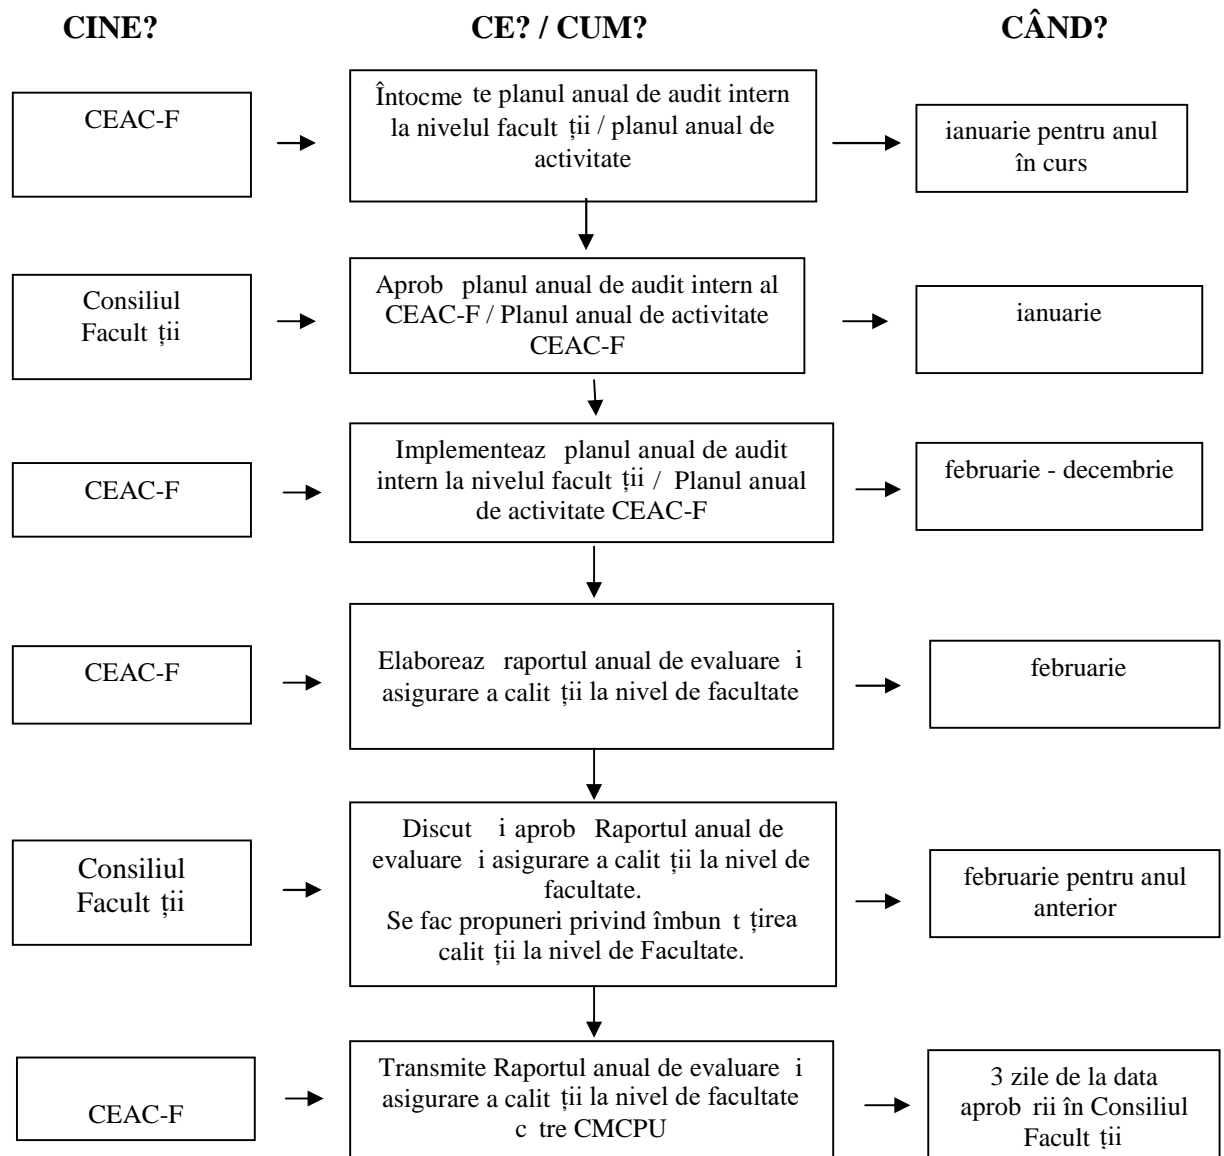 CINE? CE? / CUM? CÂND?
CEAC-F
Întocme te planul anual de audit intern
la nivelul facult ții / planul anual de
activitate
ianuarie pentru anul
în curs
Consiliul
Facult ții
Aprob planul anual de audit intern al
CEAC-F / Planul anual de activitate
CEAC-F
ianuarie
CEAC-F
Implementeaz planul anual de audit
intern la nivelul facult ții / Planul anual
de activitate CEAC-F
februarie - decembrie
CEAC-F
Elaboreaz raportul anual de evaluare i
asigurare a calit ții la nivel de facultate
februarie
Consiliul
Facult ții
Discut i aprob Raportul anual de
evaluare i asigurare a calit ții la nivel de
facultate.
Se fac propuneri privind îmbun t țirea
calit ții la nivel de Facultate.
februarie pentru anul
anterior
CEAC-F
Transmite Raportul anual de evaluare i
asigurare a calit ții la nivel de facultate
c tre CMCPU
3 zile de la data
aprob rii în Consiliul
Facult ții